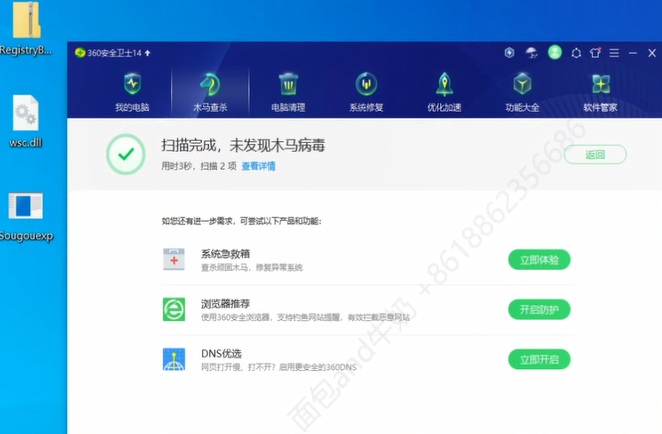 RegistryB...
wsc.dll
Sougouexp
360安全卫士14
我的电脑
木马查杀
电脑清理
系统修复
优化加速
功能大全
软件管家
扫描完成，未发现木马病毒
用时3秒，扫描 2 项 查看详情
返回
如您还有进一步需求，可尝试以下产品和功能：
系统急救箱
查杀顽固木马，修复异常系统
立即体验
浏览器推荐
使用360安全浏览器，支持钓鱼网站提醒，有效拦截恶意网站
开启防护
DNS优选
网页打开慢，打不开？启用更安全的360DNS
立即开启
面包and牛奶 +8618862356686